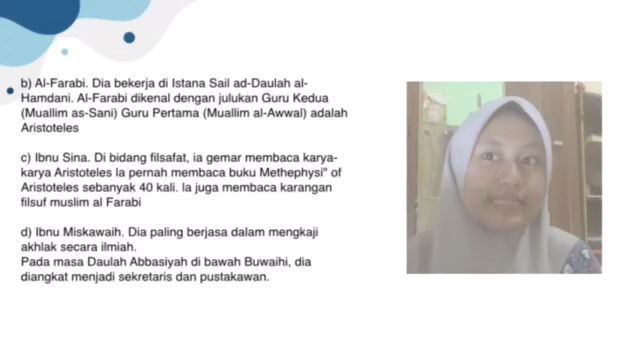 b) Al-Farabi. Dia bekerja di Istana Sail ad-Daulah al-
Hamdani. Al-Farabi dikenal dengan julukan Guru Kedua
(Muallim as-Sani) Guru Pertama (Muallim al-Awwal) adalah
Aristoteles
c) Ibnu Sina. Di bidang filsafat, ia gemar membaca karya-
karya Aristoteles Ia pernah membaca buku Methephysi" of
Aristoteles sebanyak 40 kali. Ia juga membaca karangan
filsuf muslim al Farabi
d) Ibnu Miskawaih. Dia paling berjasa dalam mengkaji
akhlak secara ilmiah.
Pada masa Daulah Abbasiyah di bawah Buwaihi, dia
diangkat menjadi sekretaris dan pustakawan.